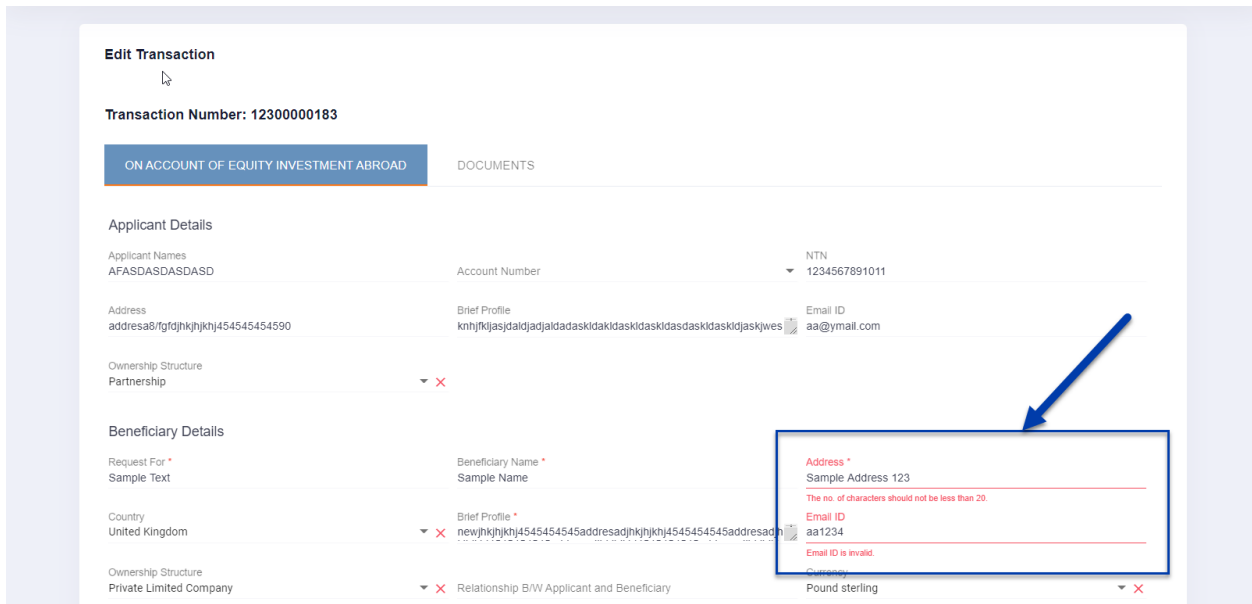 Edit Transaction
Transaction Number: 12300000183
ON ACCOUNT OF EQUITY INVESTMENT ABROAD
DOCUMENTS
Applicant Details
Applicant Names
AFASDASDASDASD
Account Number
NTN
1234567891011
Address
addresa8/fgfdjhkjhjkhj454545454590
Brief Profile
knhjfkljasjdaldjadjaldadaskldakldaskldaskldasdaskldaskldjaskjwes
Email ID
aa@ymail.com
Ownership Structure
Partnership
Beneficiary Details
Request For *
Sample Text
Beneficiary Name *
Sample Name
Address *
Sample Address 123
The no. of characters should not be less than 20.
Country
United Kingdom
Brief Profile *
newjhkjhjkhj4545454545addresadjhkjhjkhj4545454545addresadjh
Email ID
aa1234
Email ID is invalid.
Ownership Structure
Private Limited Company
Relationship B/W Applicant and Beneficiary
Currency
Pound sterling